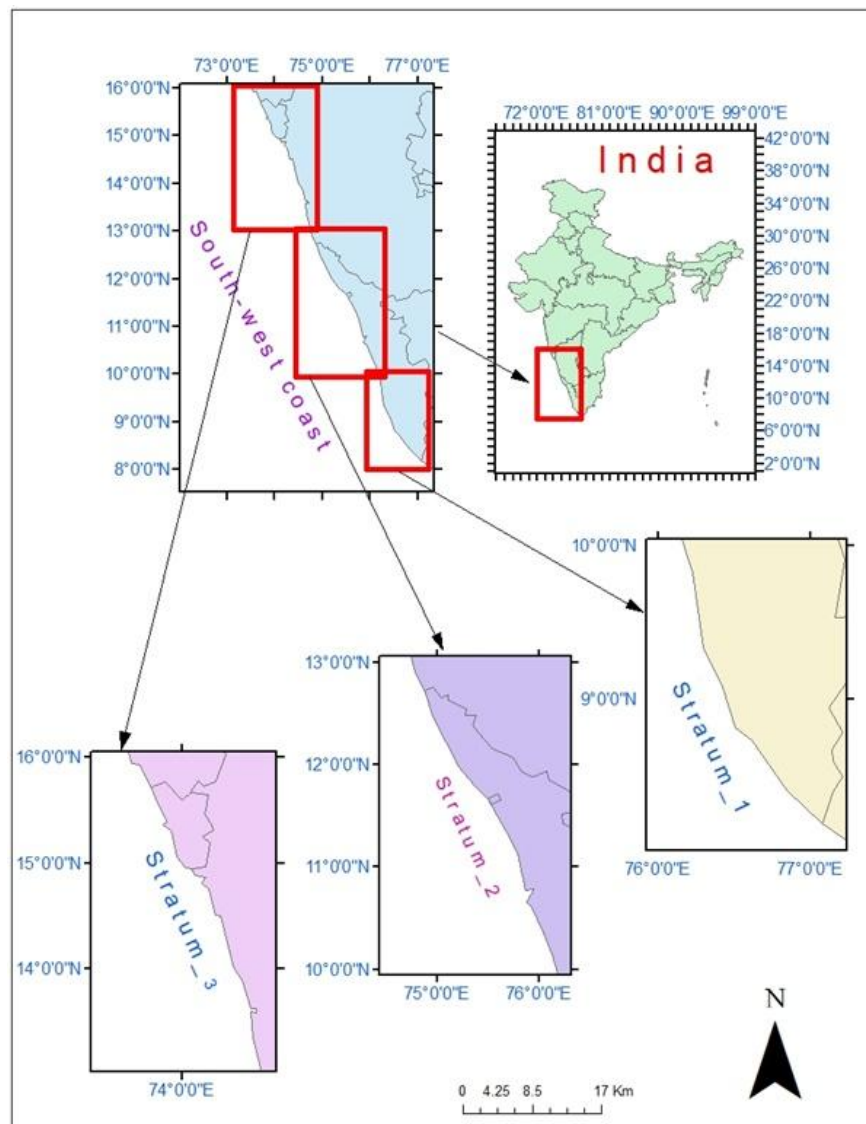 73°0'0"E 75°0'0"E 77°0'0"E
16°0'0"N
15°0'0"N
14°0'0"N
13°0'0"N
12°0'0"N
11°0'0"N
10°0'0"N
9°0'0"N
8°0'0"N
South-west coast
72°0'0"E 81°0'0"E 90°0'0"E 99°0'0"E
India
42°0'0"N
38°0'0"N
34°0'0"N
30°0'0"N
26°0'0"N
22°0'0"N
18°0'0"N
14°0'0"N
10°0'0"N
6°0'0"N
2°0'0"N
10°0'0"N
9°0'0"N
Stratum_1
76°0'0"E 77°0'0"E
13°0'0"N
12°0'0"N
11°0'0"N
10°0'0"N
Stratum_2
75°0'0"E 76°0'0"E
16°0'0"N
15°0'0"N
14°0'0"N
Stratum_3
74°0'0"E
N
0 4.25 8.5 17 Km